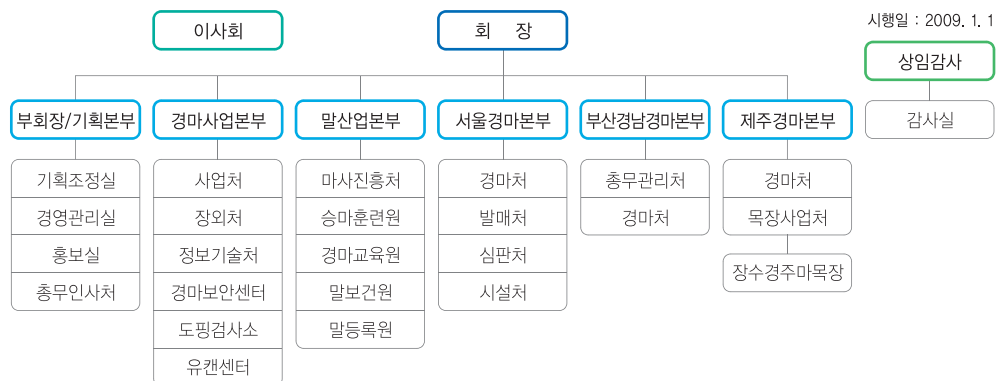 이사회
회 장
시행일 : 2009. 1. 1
상임감사
감사실
부회장/기획본부
기획조정실
경영관리실
홍보실
총무인사처
경마사업본부
사업처
장외처
정보기술처
경마보안센터
도핑검사소
유캔센터
말산업본부
마사진흥처
승마훈련원
경마교육원
말보건원
말등록원
서울경마본부
경마처
발매처
심판처
시설처
부산경남경마본부
총무관리처
경마처
제주경마본부
경마처
목장사업처
장수경주마목장